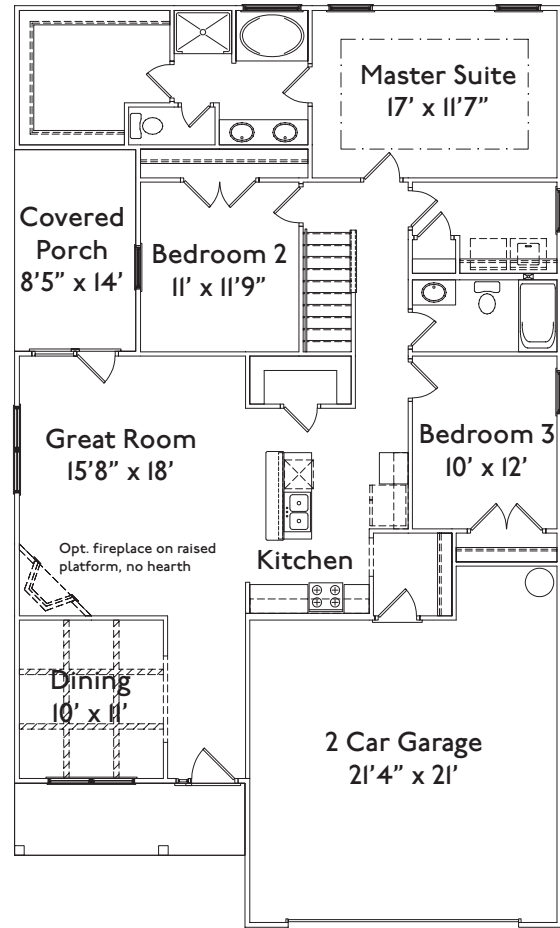 Master Suite
17' x 11'7"
Covered
Porch
8'5" x 14'
Bedroom 2
11' x 11'9"
Great Room
15'8" x 18'
Bedroom 3
10' x 12'
Opt. fireplace on raised
platform, no hearth
Kitchen
Dining
10' x 11'
2 Car Garage
21'4" x 21'